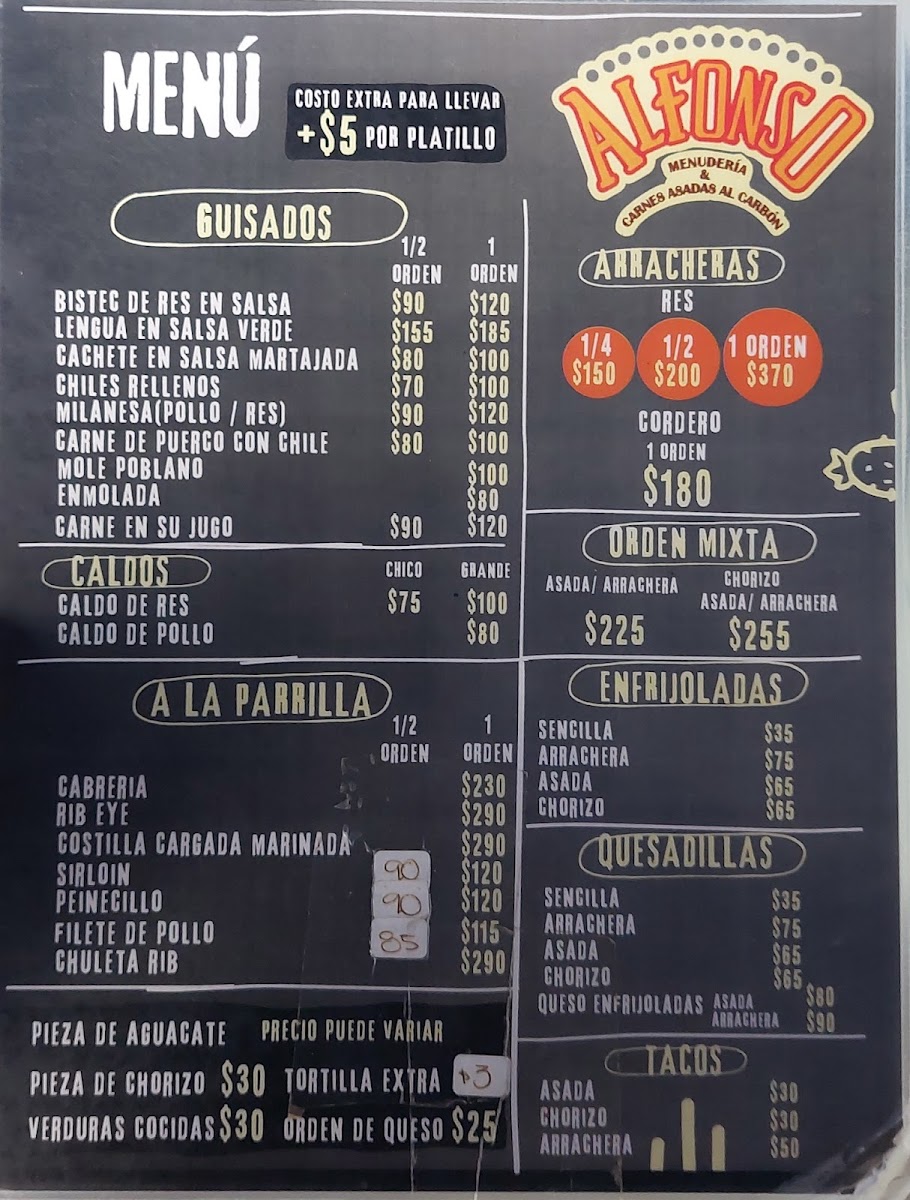 MENÚ
COSTO EXTRA PARA LLEVAR
+$5 POR PLATILLO
ALFONSO
MENUDERÍA
&
CARNES ASADAS AL CARBÓN
GUISADOS
1/2 ORDEN 1 ORDEN
BISTEC DE RES EN SALSA $90 $120
LENGUA EN SALSA VERDE $155 $185
CACHETE EN SALSA MARTAJADA $80 $100
CHILES RELLENOS $70 $100
MILANESA(POLLO / RES) $90 $120
CARNE DE PUERCO CON CHILE $80 $100
MOLE POBLANO $100
ENMOLADA $80
CARNE EN SU JUGO $90 $120
CALDOS CHICO GRANDE
CALDO DE RES $75 $100
CALDO DE POLLO $80
A LA PARRILLA
1/2 ORDEN 1 ORDEN
CABRERIA $230
RIB EYE $290
COSTILLA CARGADA MARINADA $290
SIRLOIN 90 $120
PEINECILLO 90 $120
FILETE DE POLLO 85 $115
CHULETA RIB $290
PIEZA DE AGUACATE PRECIO PUEDE VARIAR
PIEZA DE CHORIZO $30 TORTILLA EXTRA $3
VERDURAS COCIDAS $30 ORDEN DE QUESO $25
ARRACHERAS
RES
1/4 1/2 1 ORDEN
$150 $200 $370
CORDERO
1 ORDEN
$180
ORDEN MIXTA
ASADA/ ARRACHERA CHORIZO
ASADA/ ARRACHERA
$225 $255
ENFRIJOLADAS
SENCILLA $35
ARRACHERA $75
ASADA $65
CHORIZO $65
QUESADILLAS
SENCILLA $35
ARRACHERA $75
ASADA $65
CHORIZO $65
QUESO ENFRIJOLADAS ASADA $80
ARRACHERA $90
TACOS
ASADA $30
CHORIZO $30
ARRACHERA $50